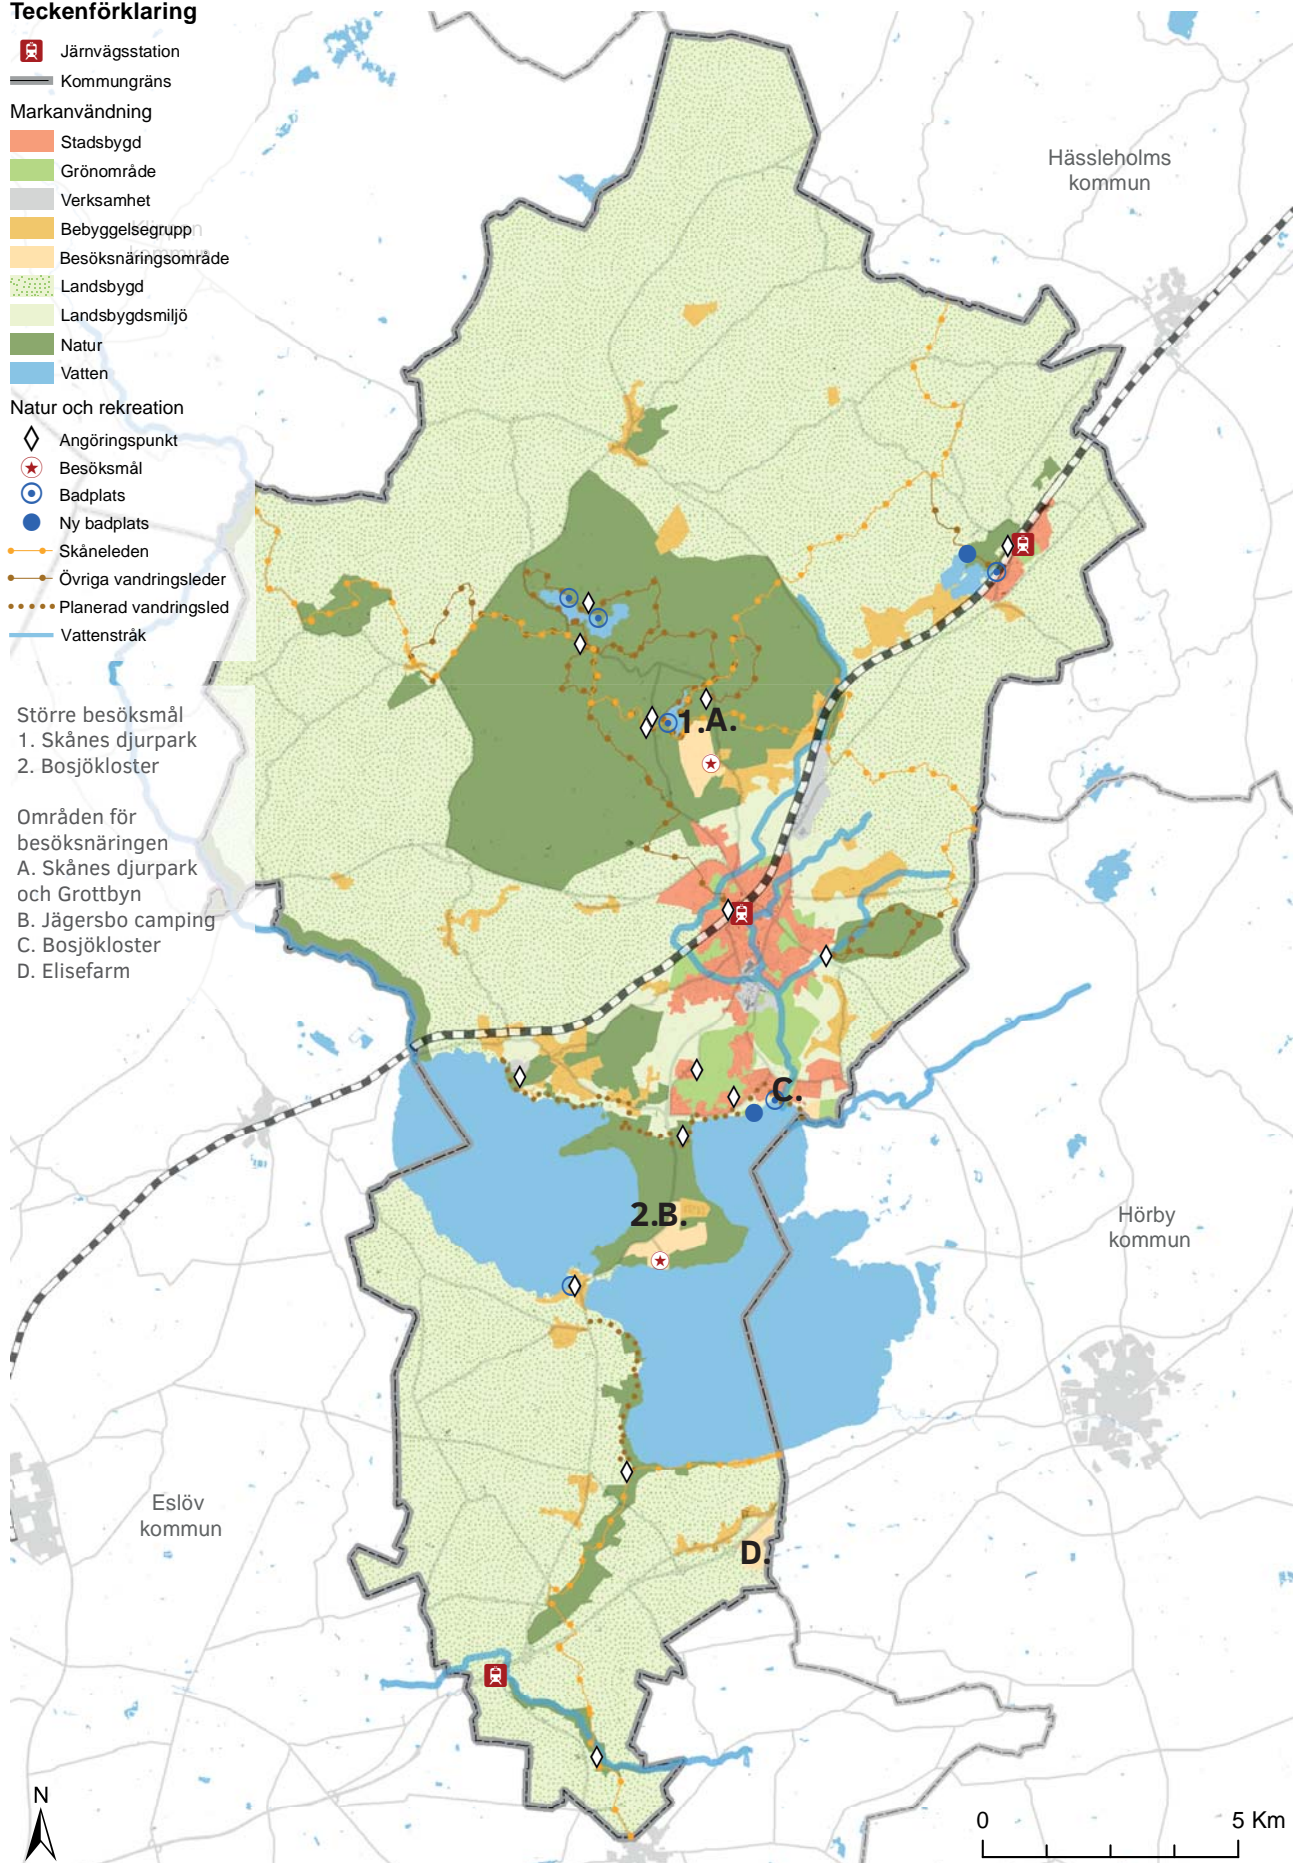 Teckenförklaring
Järnvägsstation
Kommungräns
Markanvändning
Stadsbygd
Grönområde
Verksamhet
Bebyggelsegrupp
Besöksnäringsområde
Landsbygd
Landsbygdsmiljö
Natur
Vatten
Natur och rekreation
Angöringspunkt
Besöksmål
Badplats
Ny badplats
Skåneleden
Övriga vandringsleder
Planerad vandringsled
Vattenstråk
Större besöksmål
1. Skånes djurpark
2. Bosjökloster
Områden för
besöksnäringen
A. Skånes djurpark
och Grottbyn
B. Jägersbo camping
C. Bosjökloster
D. Elisefarm
Hässleholms
kommun
1.A.
C.
2.B.
Hörby
kommun
Eslöv
kommun
D.
N
0 5 Km